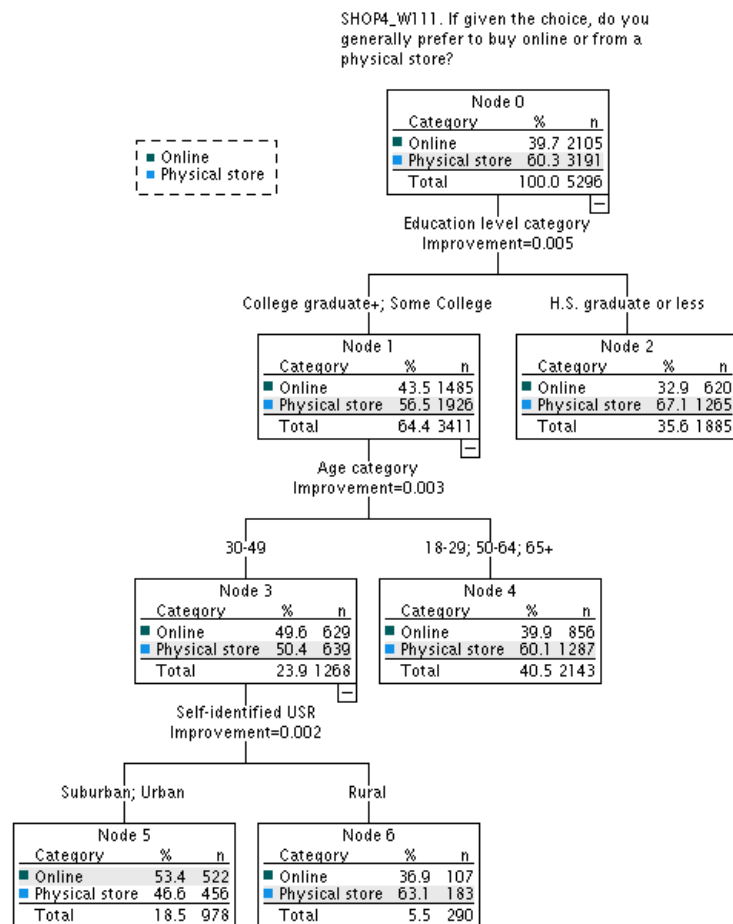 SHOP4_W111. If given the choice, do you
generally prefer to buy online or from a
physical store?
Online
Physical store
Node 0
Category % n
Online 39.7 2105
Physical store 60.3 3191
Total 100.0 5296
Education level category
Improvement=0.005
College graduate+; Some College
H.S. graduate or less
Node 1
Category % n
Online 43.5 1485
Physical store 56.5 1926
Total 64.4 3411
Node 2
Category % n
Online 32.9 620
Physical store 67.1 1265
Total 35.6 1885
Age category
Improvement=0.003
30-49
18-29; 50-64; 65+
Node 3
Category % n
Online 49.6 629
Physical store 50.4 639
Total 23.9 1268
Node 4
Category % n
Online 39.9 856
Physical store 60.1 1287
Total 40.5 2143
Self-identified USR
Improvement=0.002
Suburban; Urban
Rural
Node 5
Category % n
Online 53.4 522
Physical store 46.6 456
Total 18.5 978
Node 6
Category % n
Online 36.9 107
Physical store 63.1 183
Total 5.5 290